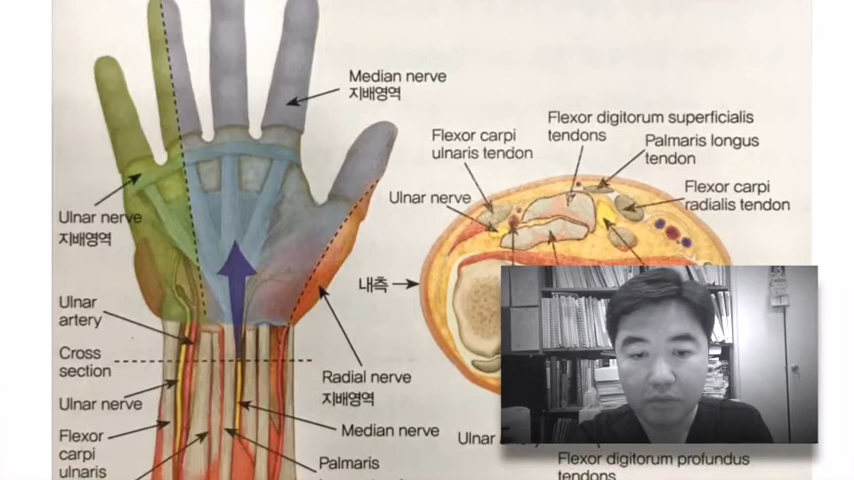 Median nerve
지배영역
Flexor digitorum superficialis
tendons
Flexor carpi
ulnaris tendon
Palmaris longus
tendon
Ulnar nerve
Flexor carpi
radialis tendon
Ulnar nerve
지배영역
내측
Ulnar
artery
Cross
section
Radial nerve
지배영역
Ulnar nerve
Median nerve
Flexor
carpi
ulnaris
Palmaris
Ulnar
Flexor digitorum profundus
tendons